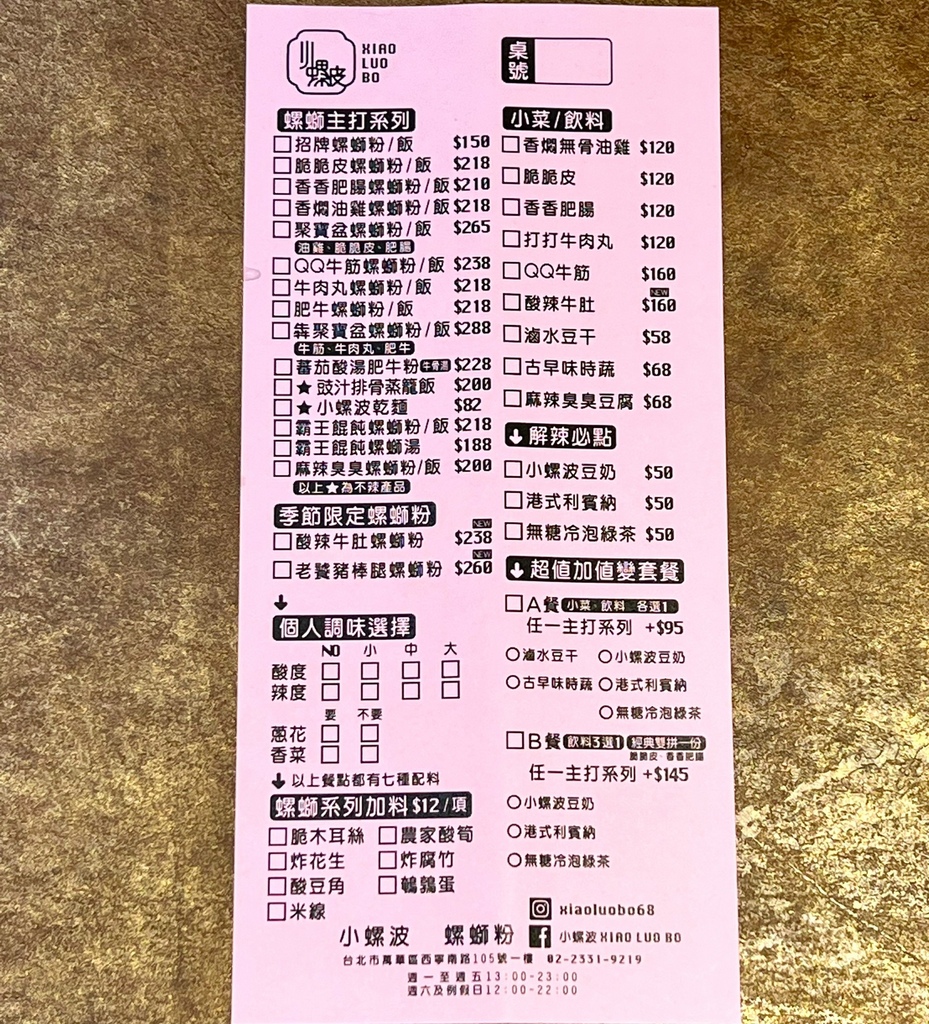 小螺波
XIAO
LUO
BO
桌號
螺螄主打系列
招牌螺螄粉/飯 $150
脆脆皮螺螄粉/飯 $218
香香肥腸螺螄粉/飯 $210
香燜油雞螺螄粉/飯 $218
聚寶盆螺螄粉/飯 $265
油雞、脆脆皮、肥腸
QQ牛筋螺螄粉/飯 $238
牛肉丸螺螄粉/飯 $218
肥牛螺螄粉/飯 $218
犇聚寶盆螺螄粉/飯 $288
牛筋、牛肉丸、肥牛
蕃茄酸湯肥牛粉 牛骨湯 $228
★豉汁排骨蒸籠飯 $200
★小螺波乾麵 $82
霸王餛飩螺螄粉/飯 $218
霸王餛飩螺螄湯 $188
麻辣臭臭螺螄粉/飯 $200
以上★為不辣產品
季節限定螺螄粉
NEW
酸辣牛肚螺螄粉 $238
NEW
老饕豬棒腿螺螄粉 $260
個人調味選擇
NO 小 中 大
酸度
辣度
要 不要
蔥花
香菜
以上餐點都有七種配料
螺螄系列加料 $12/項
脆木耳絲 農家酸筍
炸花生 炸腐竹
酸豆角 鵪鶉蛋
米線
小菜/飲料
香燜無骨油雞 $120
脆脆皮 $120
香香肥腸 $120
打打牛肉丸 $120
QQ牛筋 $160
NEW
酸辣牛肚 $160
滷水豆干 $58
古早味時蔬 $68
麻辣臭臭豆腐 $68
解辣必點
小螺波豆奶 $50
港式利賓納 $50
無糖冷泡綠茶 $50
超值加值變套餐
A餐 小菜、飲料 各選1
任一主打系列 +$95
滷水豆干 小螺波豆奶
古早味時蔬 港式利賓納
無糖冷泡綠茶
B餐 飲料3選1 經典雙拼一份
脆脆皮、香香肥腸
任一主打系列 +$145
小螺波豆奶
港式利賓納
無糖冷泡綠茶
xiaoluobo68
小螺波 XIAO LUO BO
小螺波 螺螄粉
台北市萬華區西寧南路105號一樓 02-2331-9219
週一至週五13:00-23:00
週六及例假日12:00-22:00